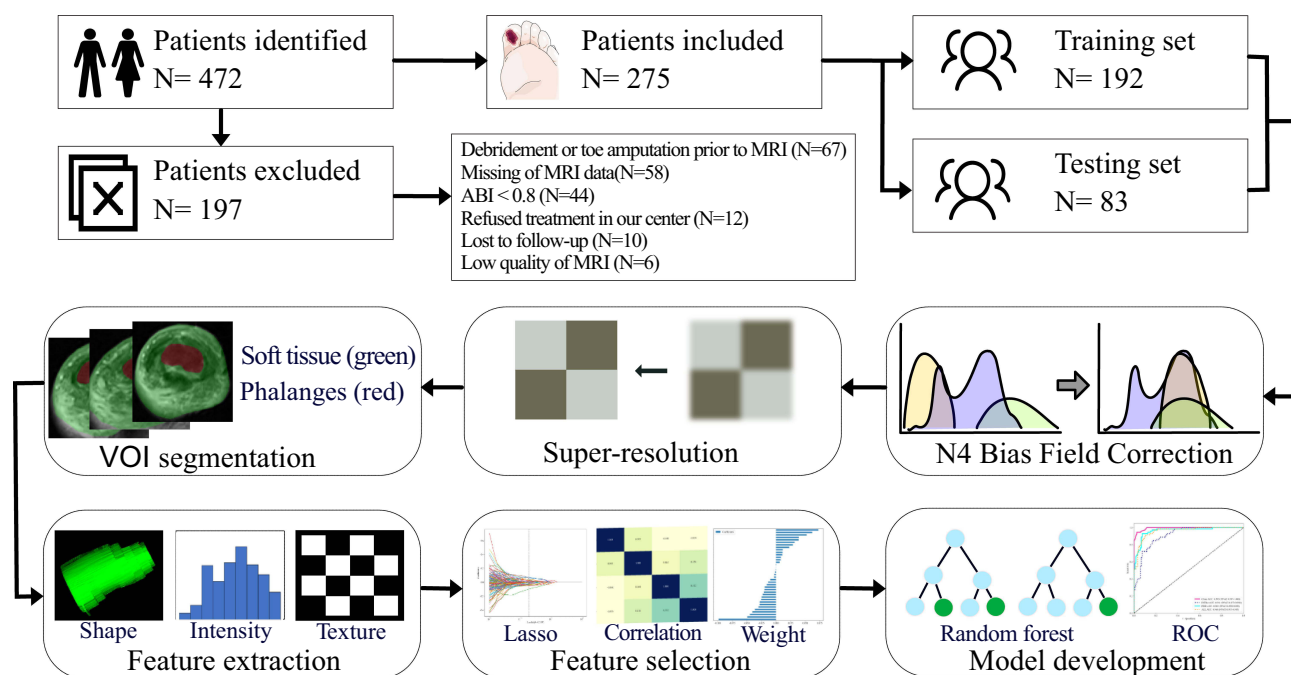 Patients identified
N= 472
Patients included
N= 275
Training set
N= 192
Patients excluded
N= 197
Debridement or toe amputation prior to MRI (N=67)
Missing of MRI data(N=58)
ABI < 0.8 (N=44)
Refused treatment in our center (N=12)
Lost to follow-up (N=10)
Low quality of MRI (N=6)
Testing set
N= 83
Soft tissue (green)
Phalanges (red)
VOI segmentation
Super-resolution
N4 Bias Field Correction
Shape
Intensity
Texture
Feature extraction
Lasso
Correlation
Weight
Feature selection
Random forest
ROC
Model development